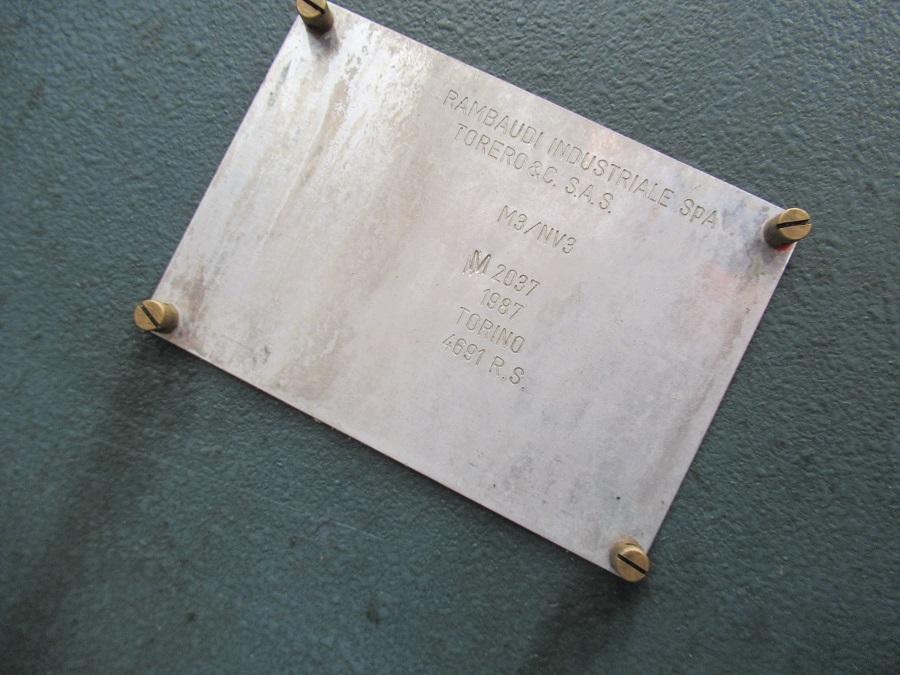 RAMBAUDI INDUSTRIALE SpA
TORERO & C. S.A.S.
M3/NV3
M 2037
1987
TORINO
4691 R.S.